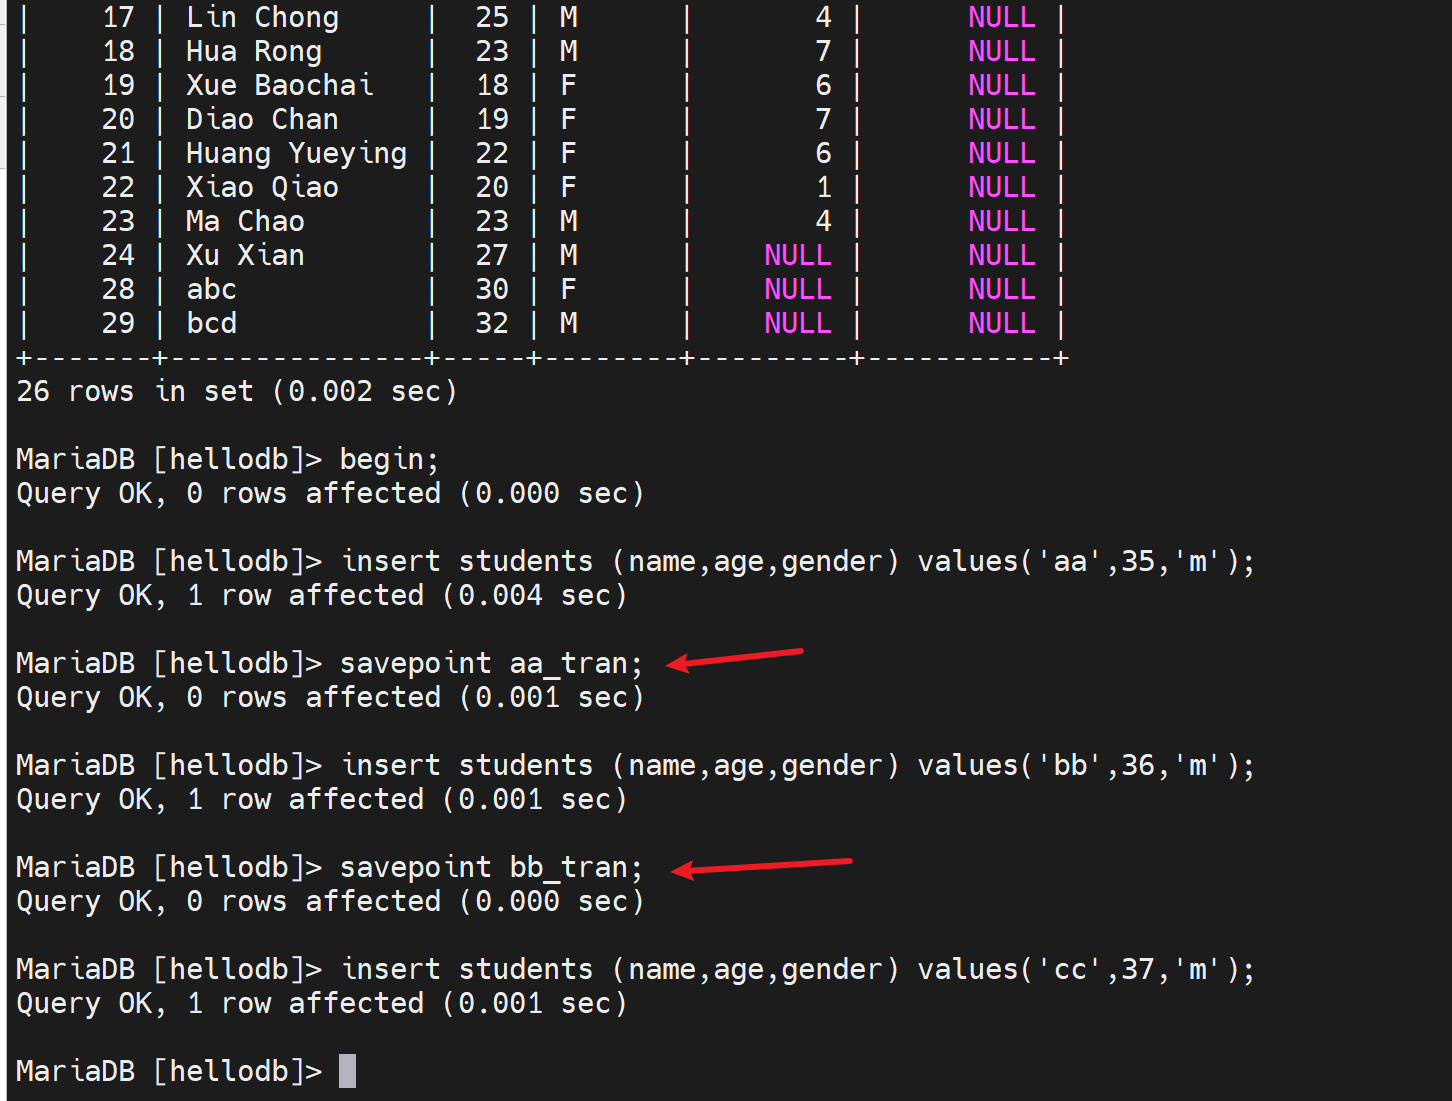 |    17 | Lin Chong     |  25 | M      |       4 |      NULL |
|    18 | Hua Rong      |  23 | M      |       7 |      NULL |
|    19 | Xue Baochai   |  18 | F      |       6 |      NULL |
|    20 | Diao Chan     |  19 | F      |       7 |      NULL |
|    21 | Huang Yueying |  22 | F      |       6 |      NULL |
|    22 | Xiao Qiao     |  20 | F      |       1 |      NULL |
|    23 | Ma Chao       |  23 | M      |       4 |      NULL |
|    24 | Xu Xian       |  27 | M      |    NULL |      NULL |
|    28 | abc           |  30 | F      |    NULL |      NULL |
|    29 | bcd           |  32 | M      |    NULL |      NULL |
+-------+---------------+-----+--------+---------+-----------+
26 rows in set (0.002 sec)
MariaDB [hellodb]> begin;
Query OK, 0 rows affected (0.000 sec)
MariaDB [hellodb]> insert students (name,age,gender) values('aa',35,'m');
Query OK, 1 row affected (0.004 sec)
MariaDB [hellodb]> savepoint aa_tran;
Query OK, 0 rows affected (0.001 sec)
MariaDB [hellodb]> insert students (name,age,gender) values('bb',36,'m');
Query OK, 1 row affected (0.001 sec)
MariaDB [hellodb]> savepoint bb_tran;
Query OK, 0 rows affected (0.000 sec)
MariaDB [hellodb]> insert students (name,age,gender) values('cc',37,'m');
Query OK, 1 row affected (0.001 sec)
MariaDB [hellodb]>